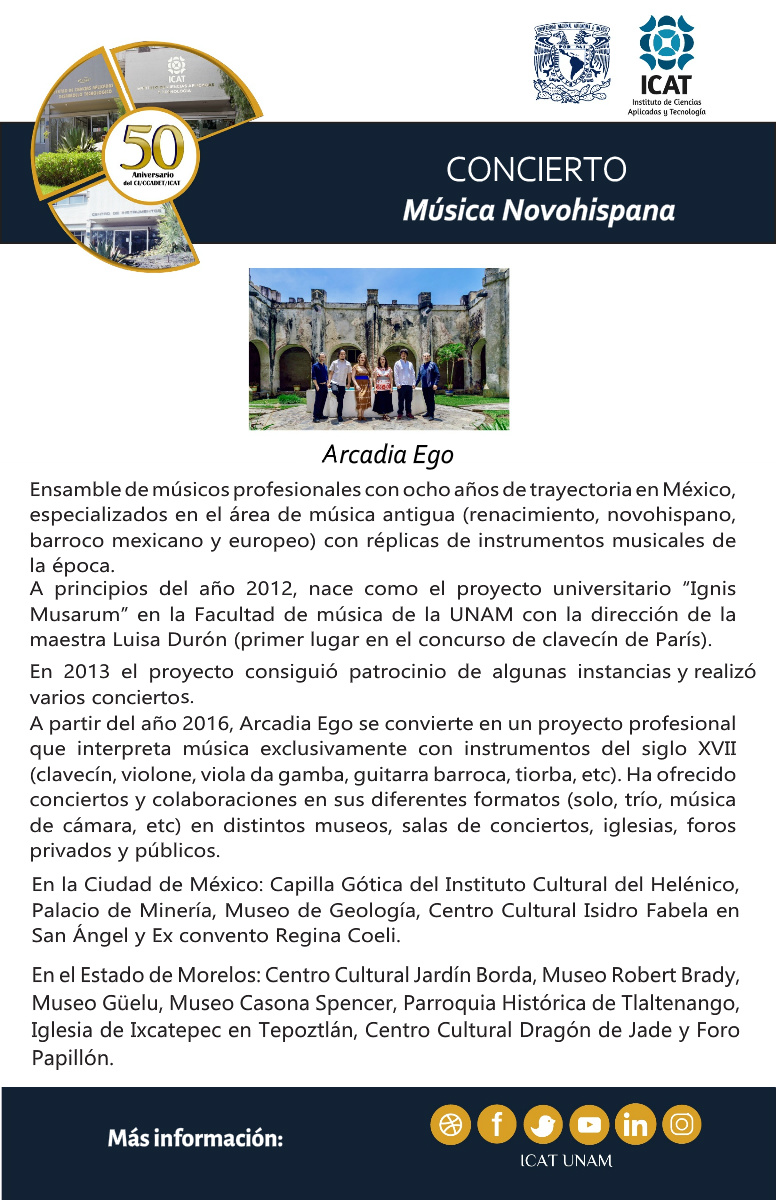 ICAT
Instituto de Ciencias
Aplicadas y Tecnología
ICAT
50
Aniversario
del CI/CCADET/ICAT
CONCIERTO
Música Novohispana
Arcadia Ego
Ensamble de músicos profesionales con ocho años de trayectoria en México,
especializados en el área de música antigua (renacimiento, novohispano,
barroco mexicano y europeo) con réplicas de instrumentos musicales de
la época.
A principios del año 2012, nace como el proyecto universitario “Ignis
Musarum” en la Facultad de música de la UNAM con la dirección de la
maestra Luisa Durón (primer lugar en el concurso de clavecín de París).
En 2013 el proyecto consiguió patrocinio de algunas instancias y realizó
varios conciertos.
A partir del año 2016, Arcadia Ego se convierte en un proyecto profesional
que interpreta música exclusivamente con instrumentos del siglo XVII
(clavecín, violone, viola da gamba, guitarra barroca, tiorba, etc). Ha ofrecido
conciertos y colaboraciones en sus diferentes formatos (solo, trío, música
de cámara, etc) en distintos museos, salas de conciertos, iglesias, foros
privados y públicos.
En la Ciudad de México: Capilla Gótica del Instituto Cultural del Helénico,
Palacio de Minería, Museo de Geología, Centro Cultural Isidro Fabela en
San Ángel y Ex convento Regina Coeli.
En el Estado de Morelos: Centro Cultural Jardín Borda, Museo Robert Brady,
Museo Güelu, Museo Casona Spencer, Parroquia Histórica de Tlaltenango,
Iglesia de Ixcatepec en Tepoztlán, Centro Cultural Dragón de Jade y Foro
Papillón.
Más información:
ICAT UNAM